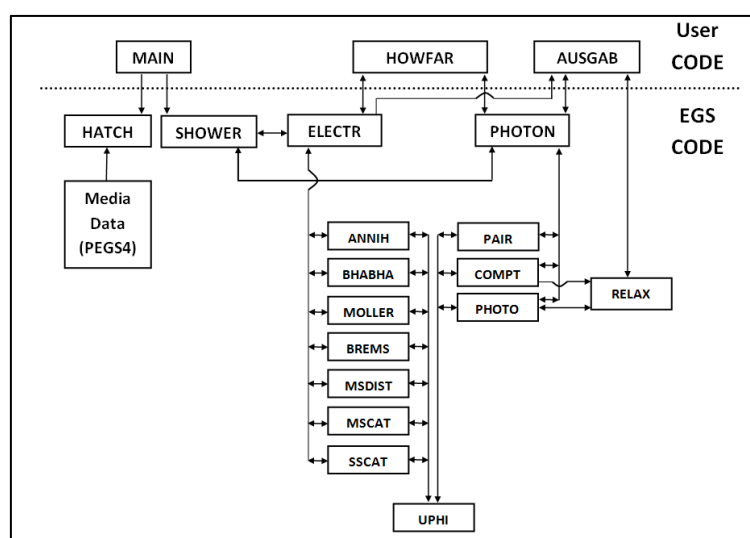 User
CODE
MAIN
HOWFAR
AUSGAB
EGS
CODE
HATCH
SHOWER
ELECTR
PHOTON
Media
Data
(PEGS4)
ANNIH
BHABHA
MOLLER
BREMS
MSDIST
MSCAT
SSCAT
PAIR
COMPT
PHOTO
RELAX
UPHI